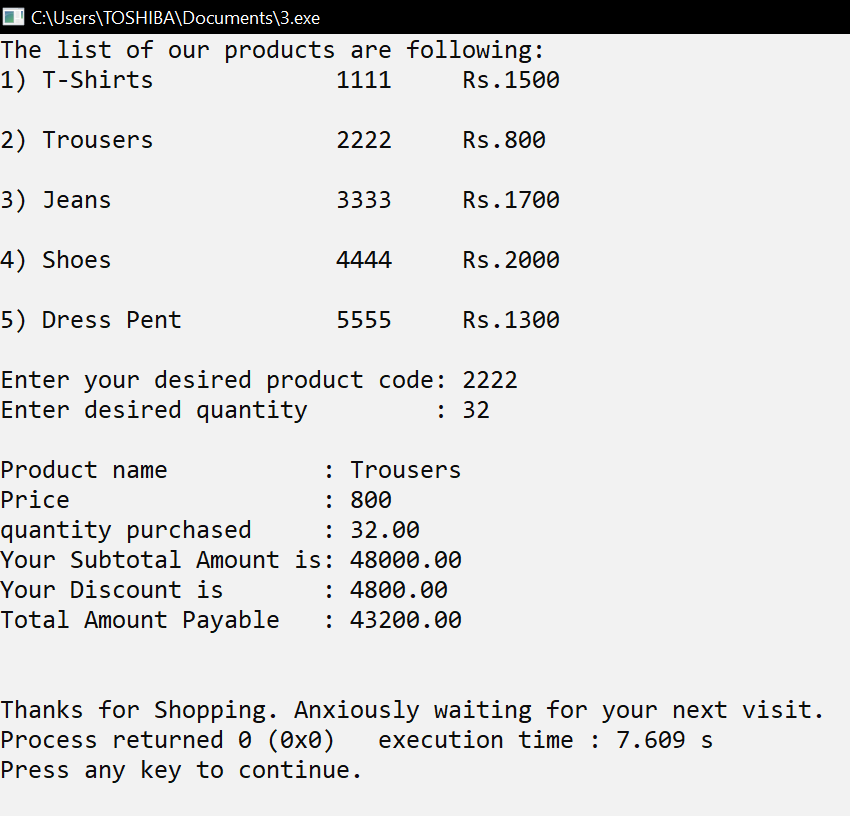 C:\Users\TOSHIBA\Documents\3.exe
The list of our products are following:
1) T-Shirts 1111 Rs.1500
2) Trousers 2222 Rs.800
3) Jeans 3333 Rs.1700
4) Shoes 4444 Rs.2000
5) Dress Pent 5555 Rs.1300
Enter your desired product code: 2222
Enter desired quantity : 32
Product name : Trousers
Price : 800
quantity purchased : 32.00
Your Subtotal Amount is: 48000.00
Your Discount is : 4800.00
Total Amount Payable : 43200.00
Thanks for Shopping. Anxiously waiting for your next visit.
Process returned 0 (0x0) execution time : 7.609 s
Press any key to continue.